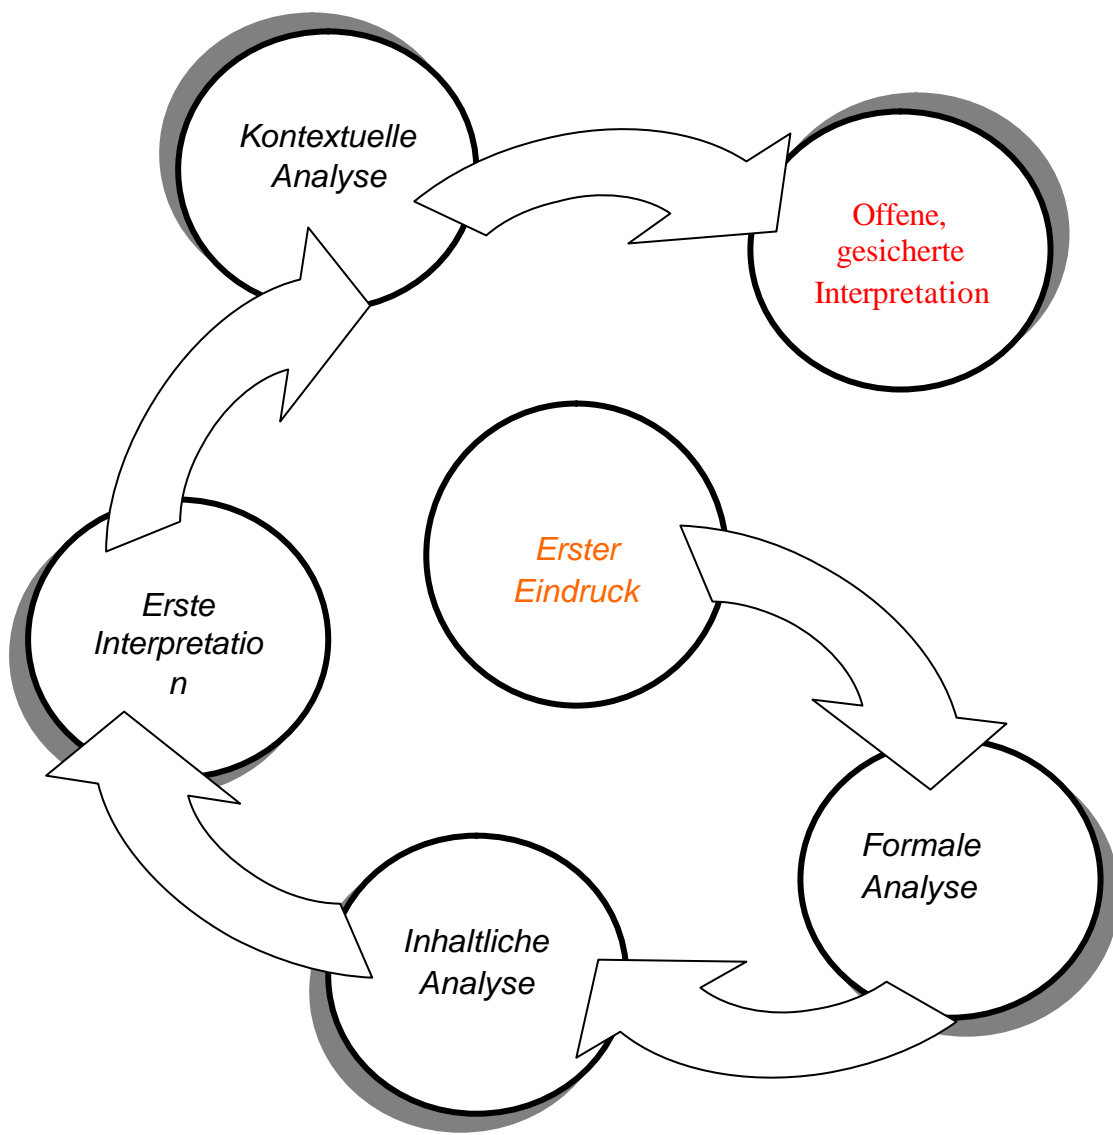 Kontextuelle
Analyse
Offene,
gesicherte
Interpretation
Erster
Eindruck
Erste
Interpretatio
n
Formale
Analyse
Inhaltliche
Analyse